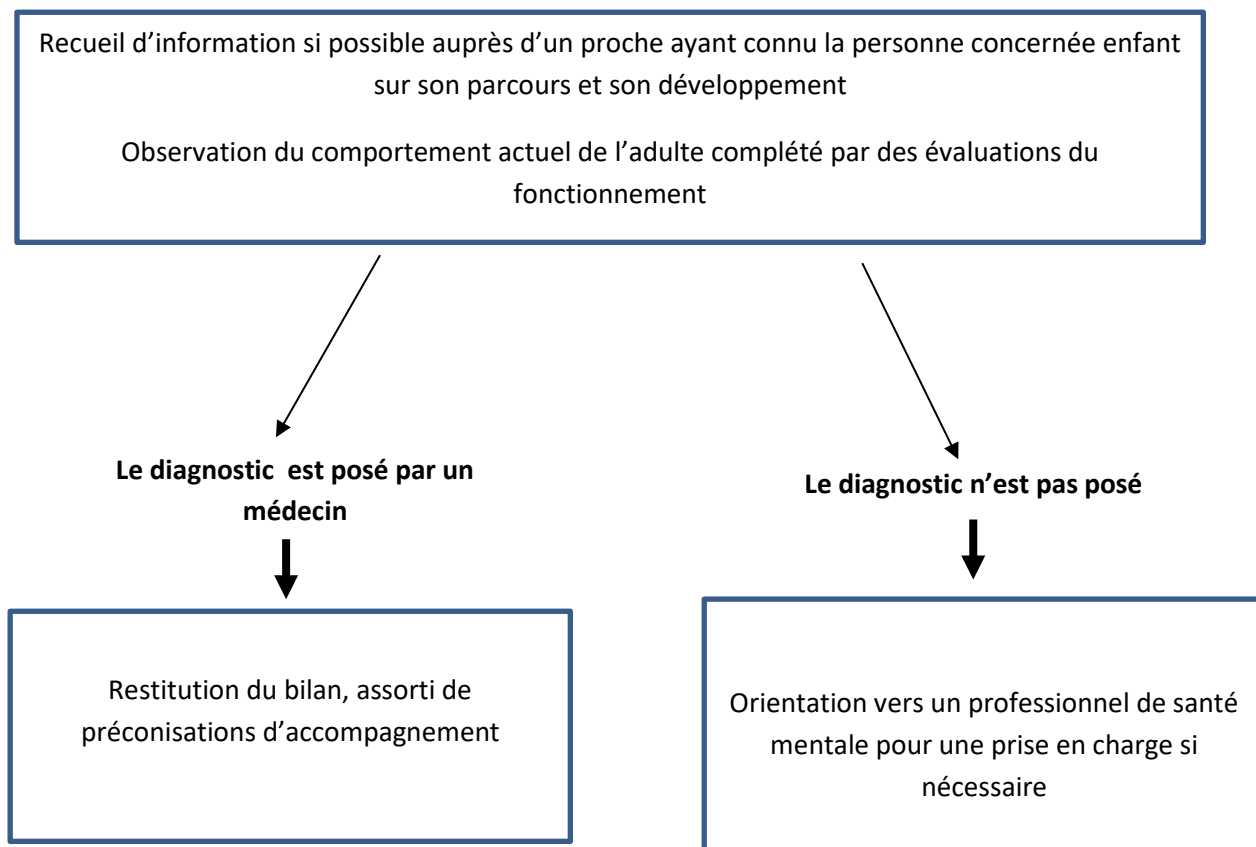 Recueil d’information si possible auprès d’un proche ayant connu la personne concernée enfant
sur son parcours et son développement
Observation du comportement actuel de l’adulte complété par des évaluations du
fonctionnement
Le diagnostic est posé par un
médecin
Le diagnostic n’est pas posé
Restitution du bilan, assorti de
préconisations d’accompagnement
Orientation vers un professionnel de santé
mentale pour une prise en charge si
nécessaire